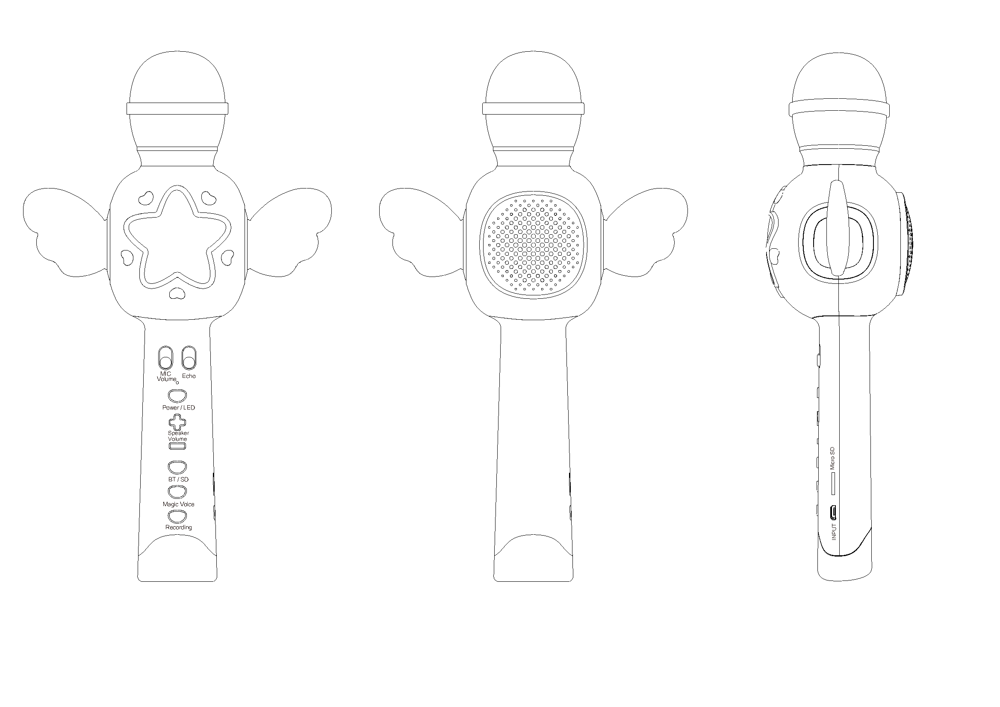 MIC
Volume
Echo
Power / LED
Speaker
Volume
BT / SD
Magic Voice
Recording
Micro SD
INPUT